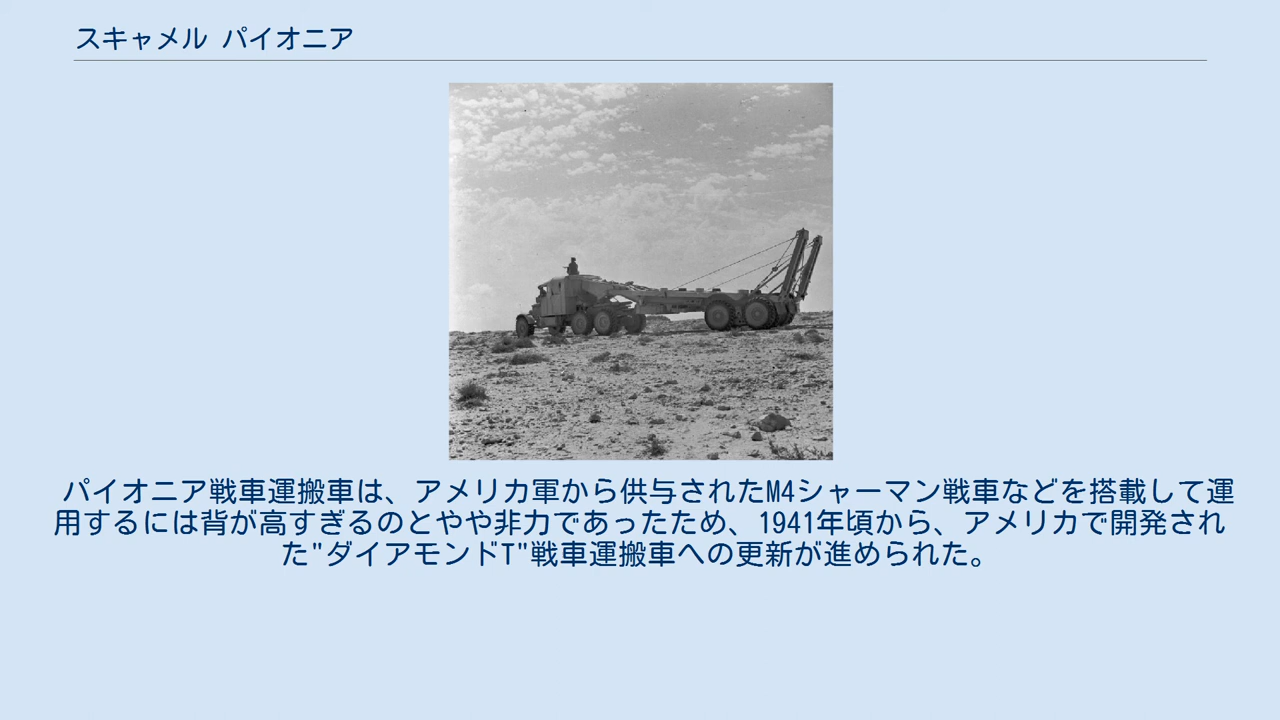 スキャメル パイオニア
パイオニア戦車運搬車は、アメリカ軍から供与されたM4シャーマン戦車などを搭載して運
用するには背が高すぎるのとやや非力であったため、1941年頃から、アメリカで開発され
た"ダイアモンドT"戦車運搬車への更新が進められた。